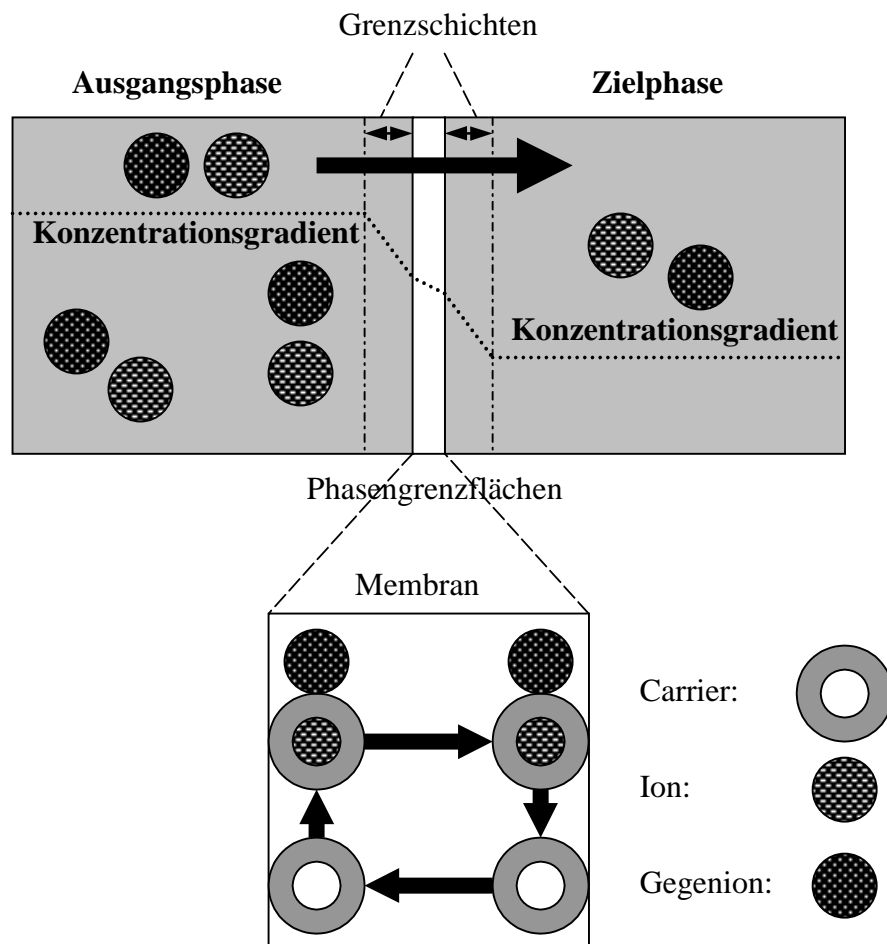 Grenzschichten
Ausgangsphase
Zielphase
Konzentrationsgradient
Konzentrationsgradient
Phasengrenzflächen
Membran
Carrier:
Ion:
Gegenion: